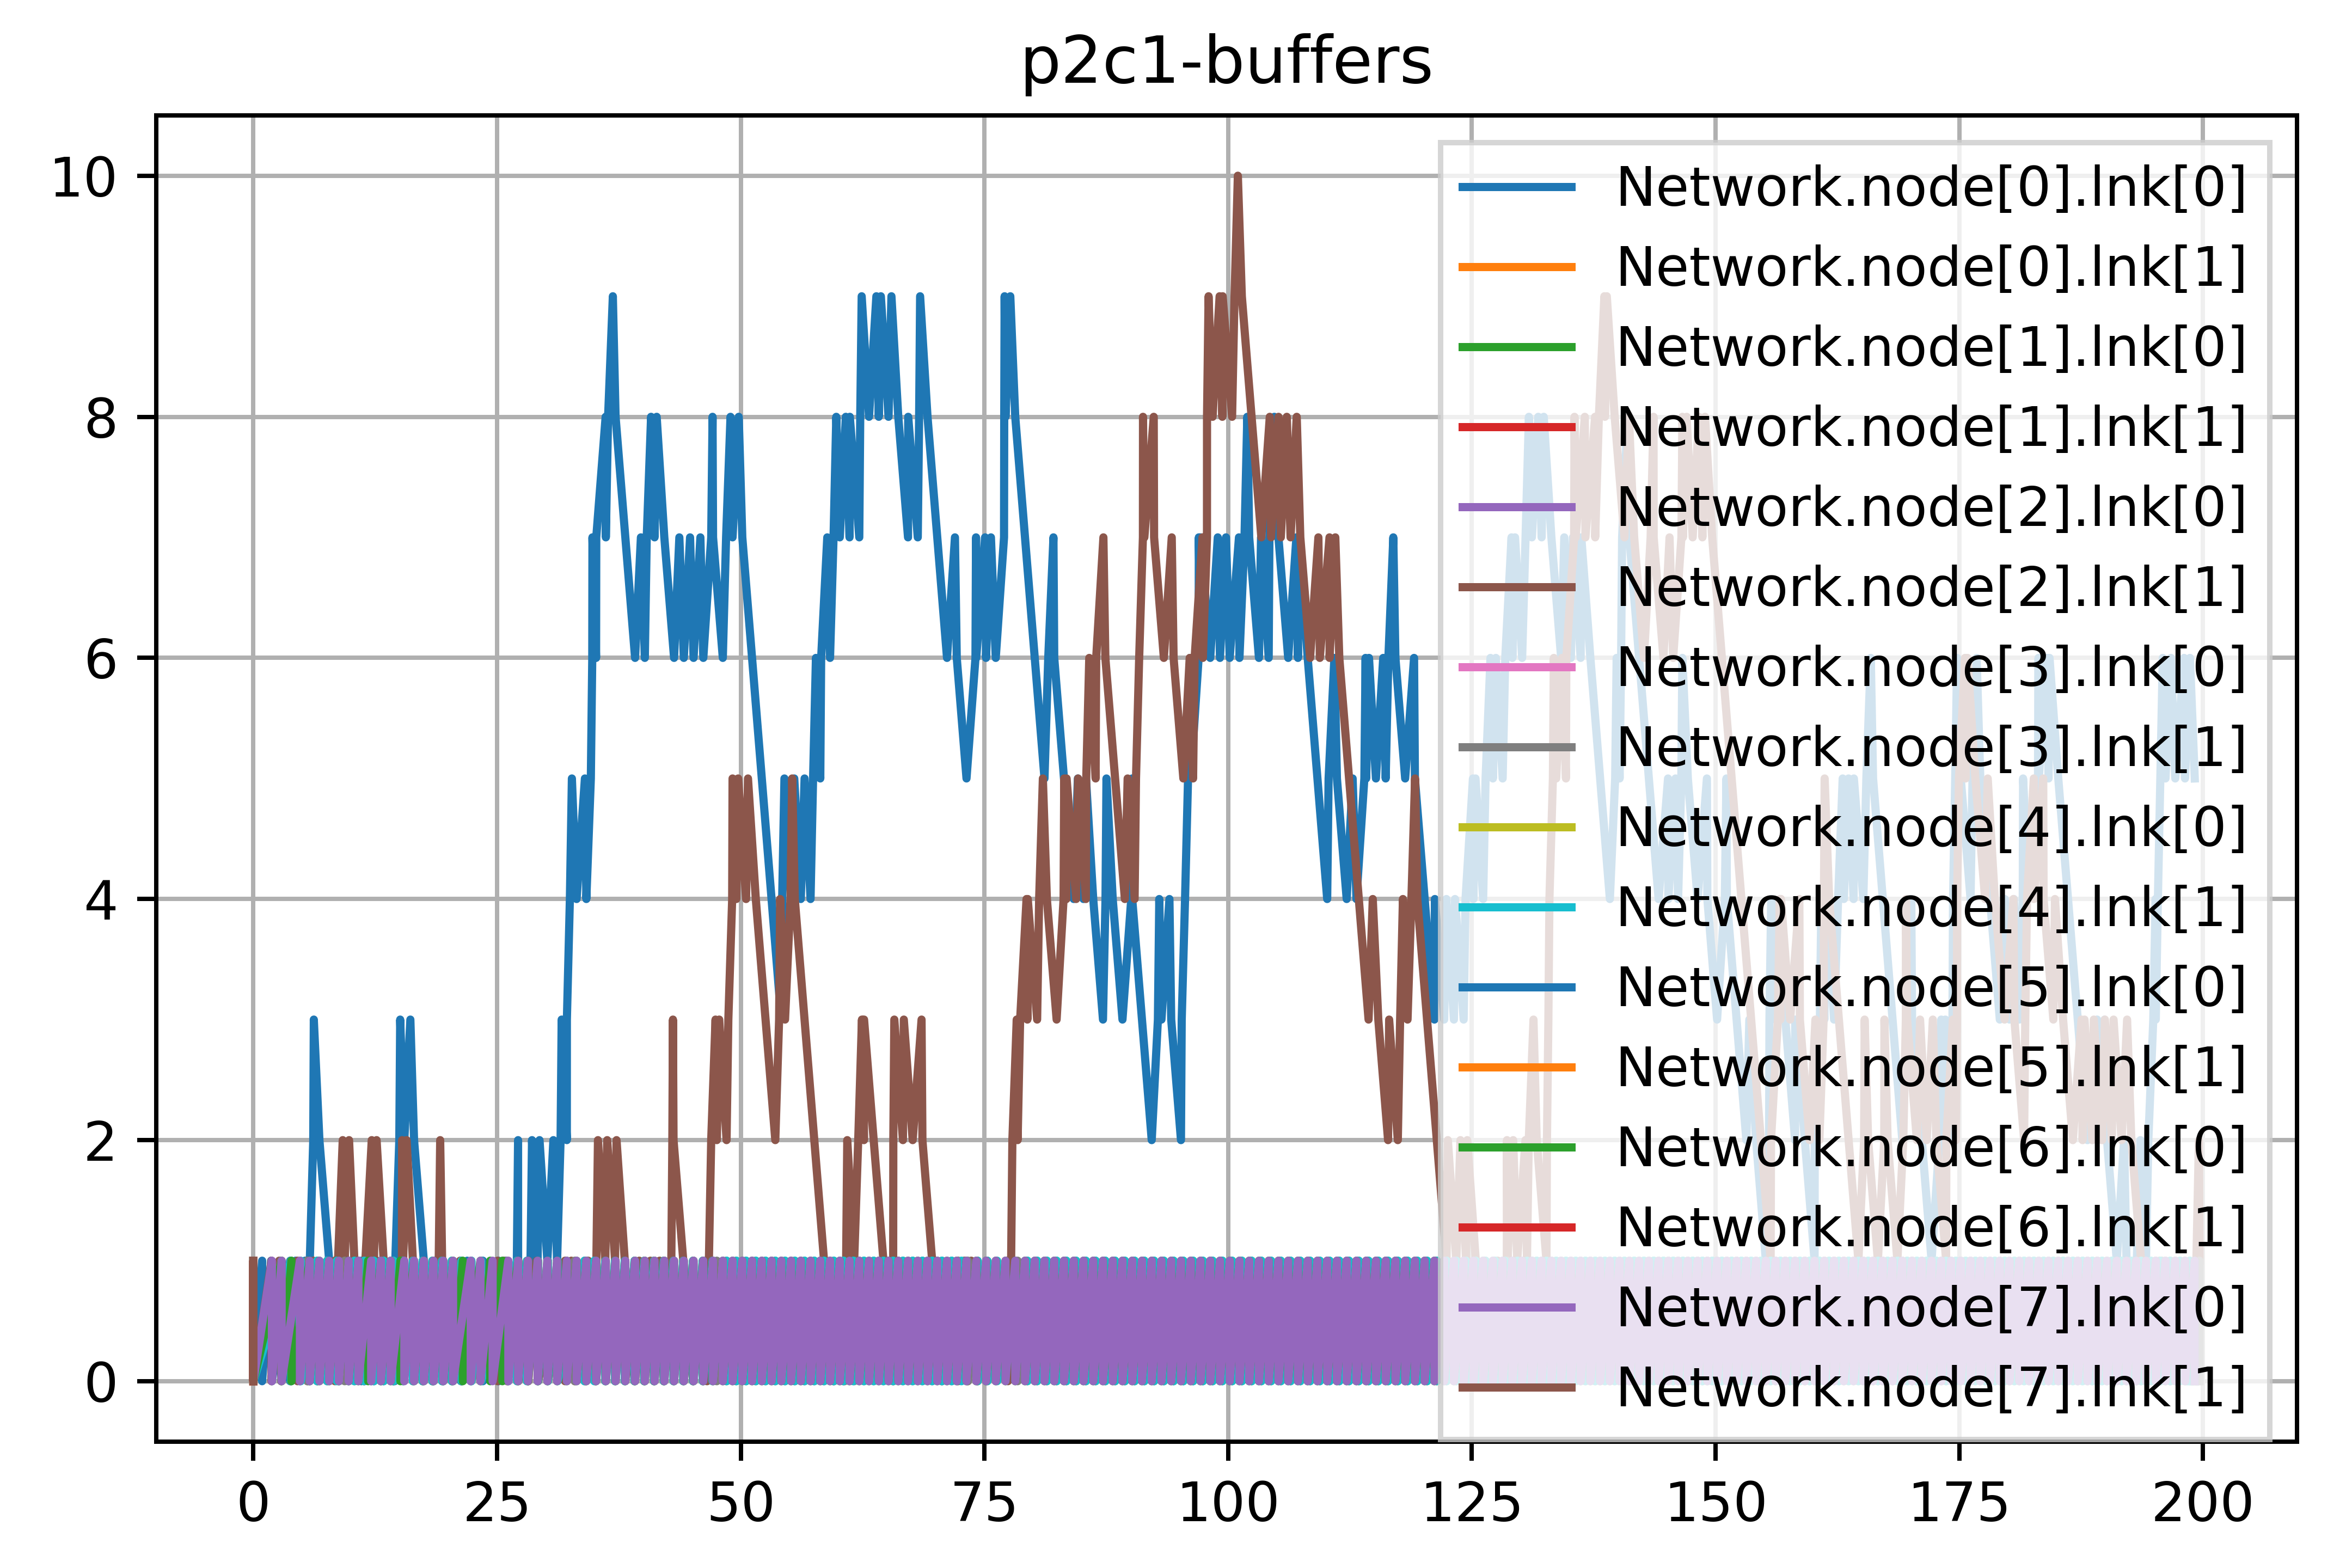 p2c1-buffers
10
8
6
4
2
0
Network.node[0].lnk[0]
Network.node[0].lnk[1]
Network.node[1].lnk[0]
Network.node[1].lnk[1]
Network.node[2].lnk[0]
Network.node[2].lnk[1]
Network.node[3].lnk[0]
Network.node[3].lnk[1]
Network.node[4].lnk[0]
Network.node[4].lnk[1]
Network.node[5].lnk[0]
Network.node[5].lnk[1]
Network.node[6].lnk[0]
Network.node[6].lnk[1]
Network.node[7].lnk[0]
Network.node[7].lnk[1]
0 25 50 75 100 125 150 175 200